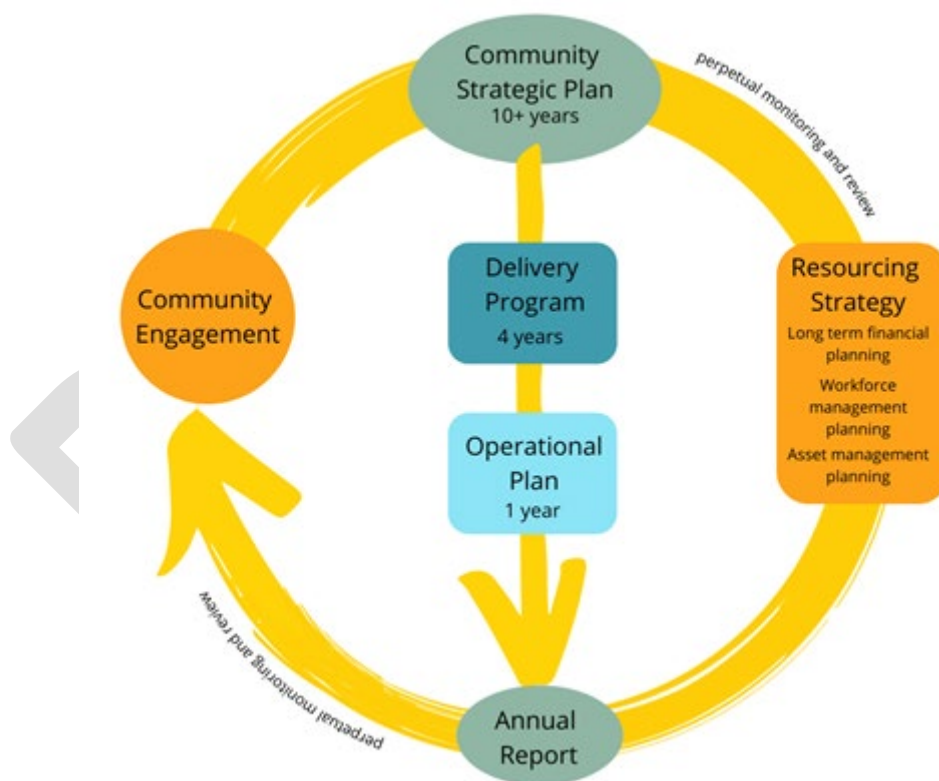 Community
Strategic Plan
10+ years
perpetual monitoring and review
Community
Engagement
Delivery
Program
4 years
Resourcing
Strategy
Long term financial
planning
Workforce
management
planning
Asset management
planning
Operational
Plan
1 year
perpetual monitoring and review
Annual
Report